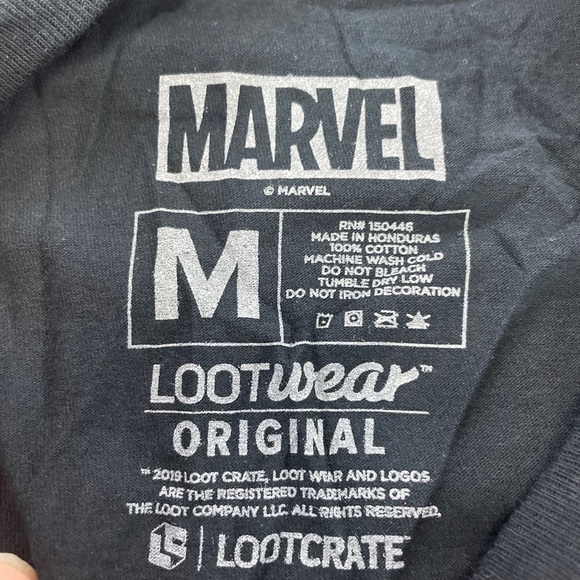 MARVEL
© MARVEL
M
RN# 150446
MADE IN HONDURAS
100% COTTON
MACHINE WASH COLD
DO NOT BLEACH
TUMBLE DRY LOW
DO NOT IRON DECORATION
LOOTwear™
ORIGINAL
™ 2019 LOOT CRATE, LOOT WEAR AND LOGOS
ARE THE REGISTERED TRADEMARKS OF
THE LOOT COMPANY LLC. ALL RIGHTS RESERVED.
LOOTCRATE™